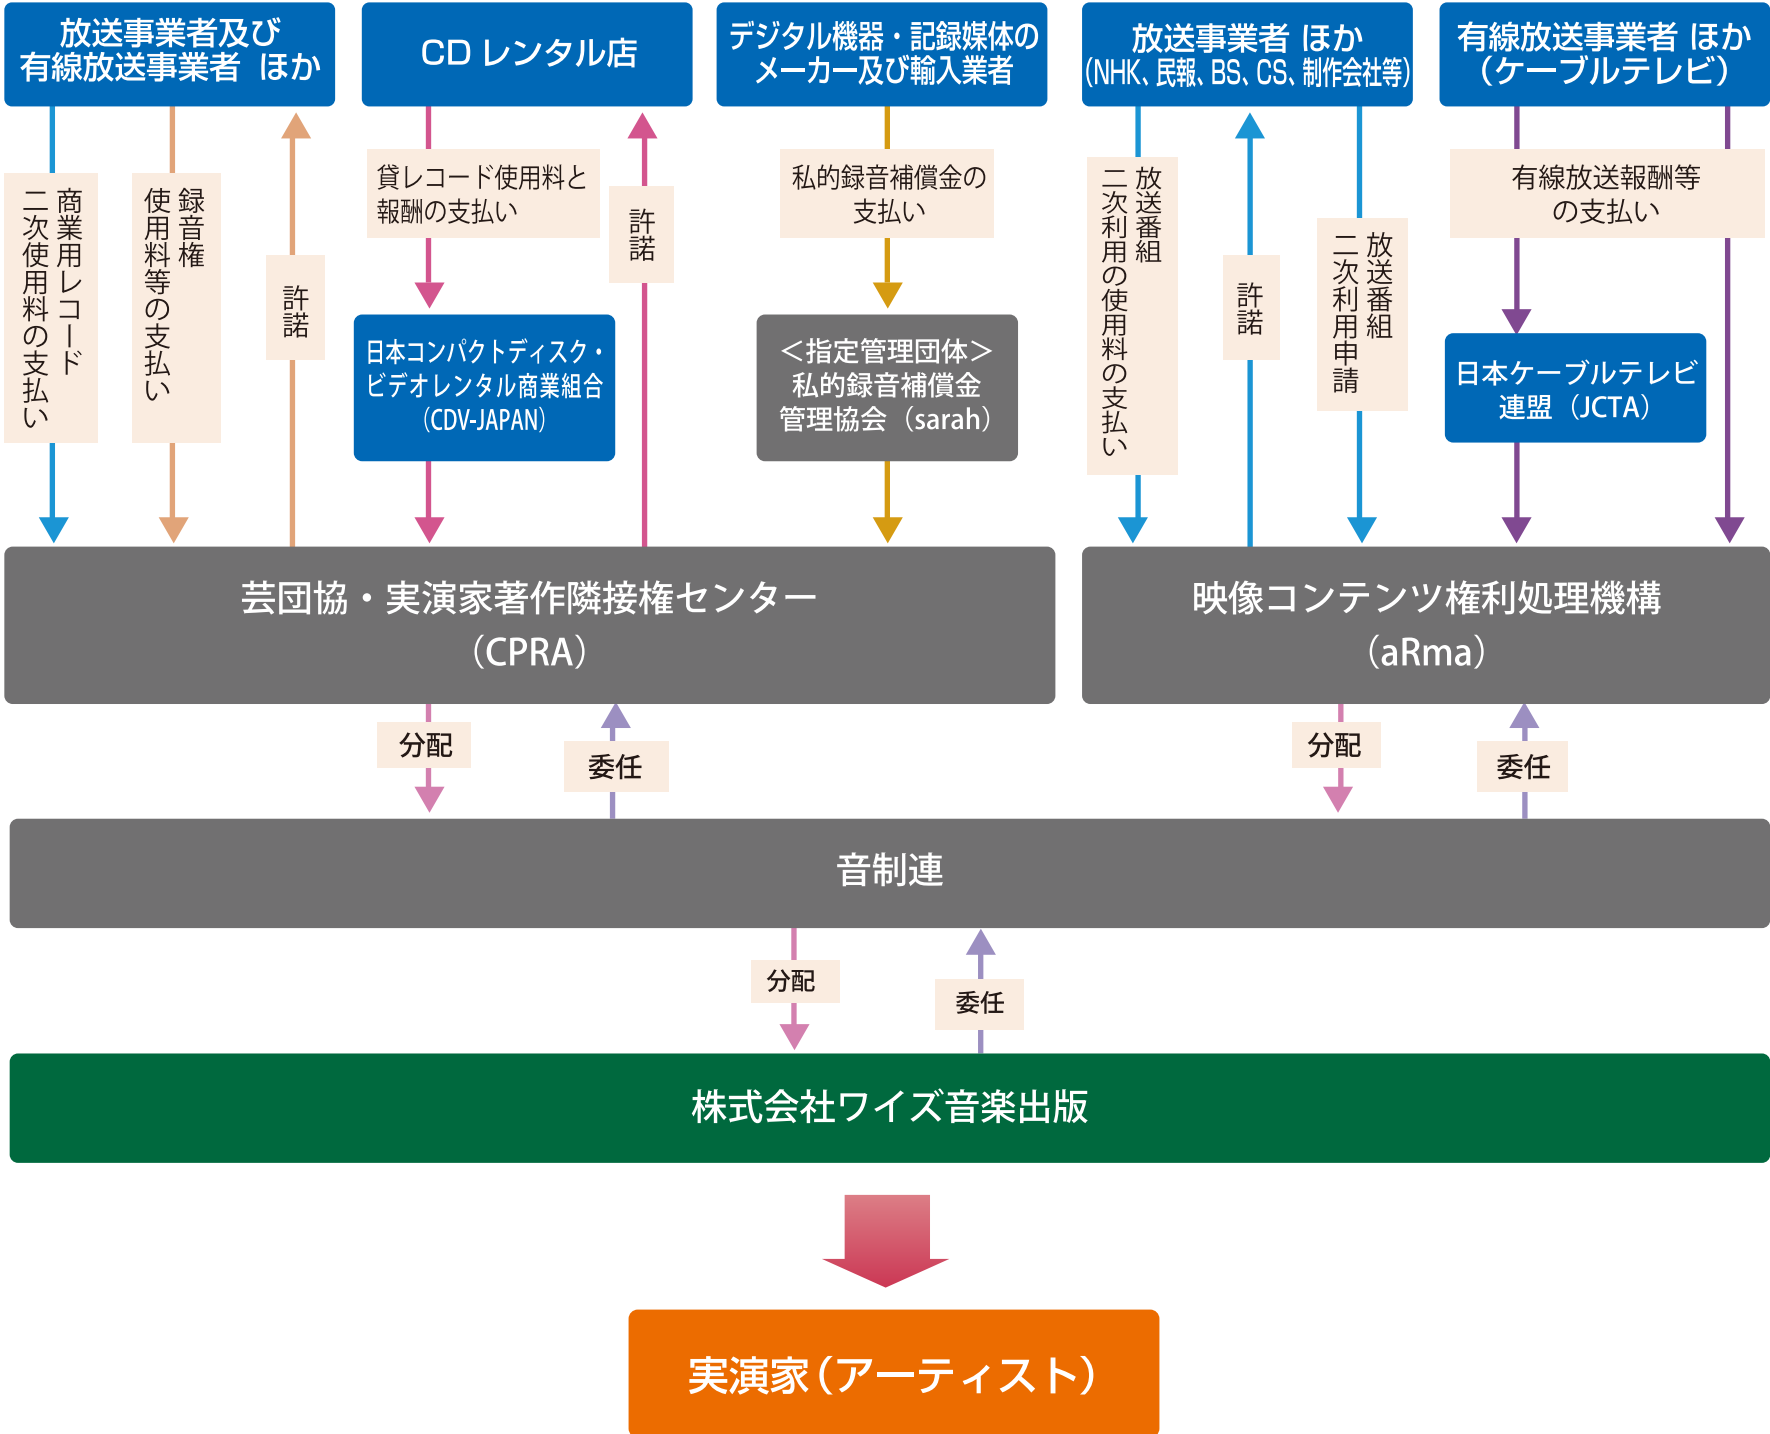 放送事業者及び
有線放送事業者 ほか
CD レンタル店
デジタル機器・記録媒体の
メーカー及び輸入業者
放送事業者 ほか
（NHK、民報、BS、CS、制作会社等）
有線放送事業者 ほか
（ケーブルテレビ）
商業用レコード
二次使用料の支払い
録音権
使用料等の支払い
許諾
貸レコード使用料と
報酬の支払い
許諾
私的録音補償金の
支払い
放送番組
二次利用の使用料の支払い
許諾
放送番組
二次利用申請
有線放送報酬等
の支払い
日本コンパクトディスク・
ビデオレンタル商業組合
（CDV-JAPAN）
＜指定管理団体＞
私的録音補償金
管理協会（sarah）
日本ケーブルテレビ
連盟（JCTA）
芸団協・実演家著作隣接権センター
（CPRA）
映像コンテンツ権利処理機構
（aRma）
分配
委任
分配
委任
音制連
分配
委任
株式会社ワイズ音楽出版
実演家（アーティスト）